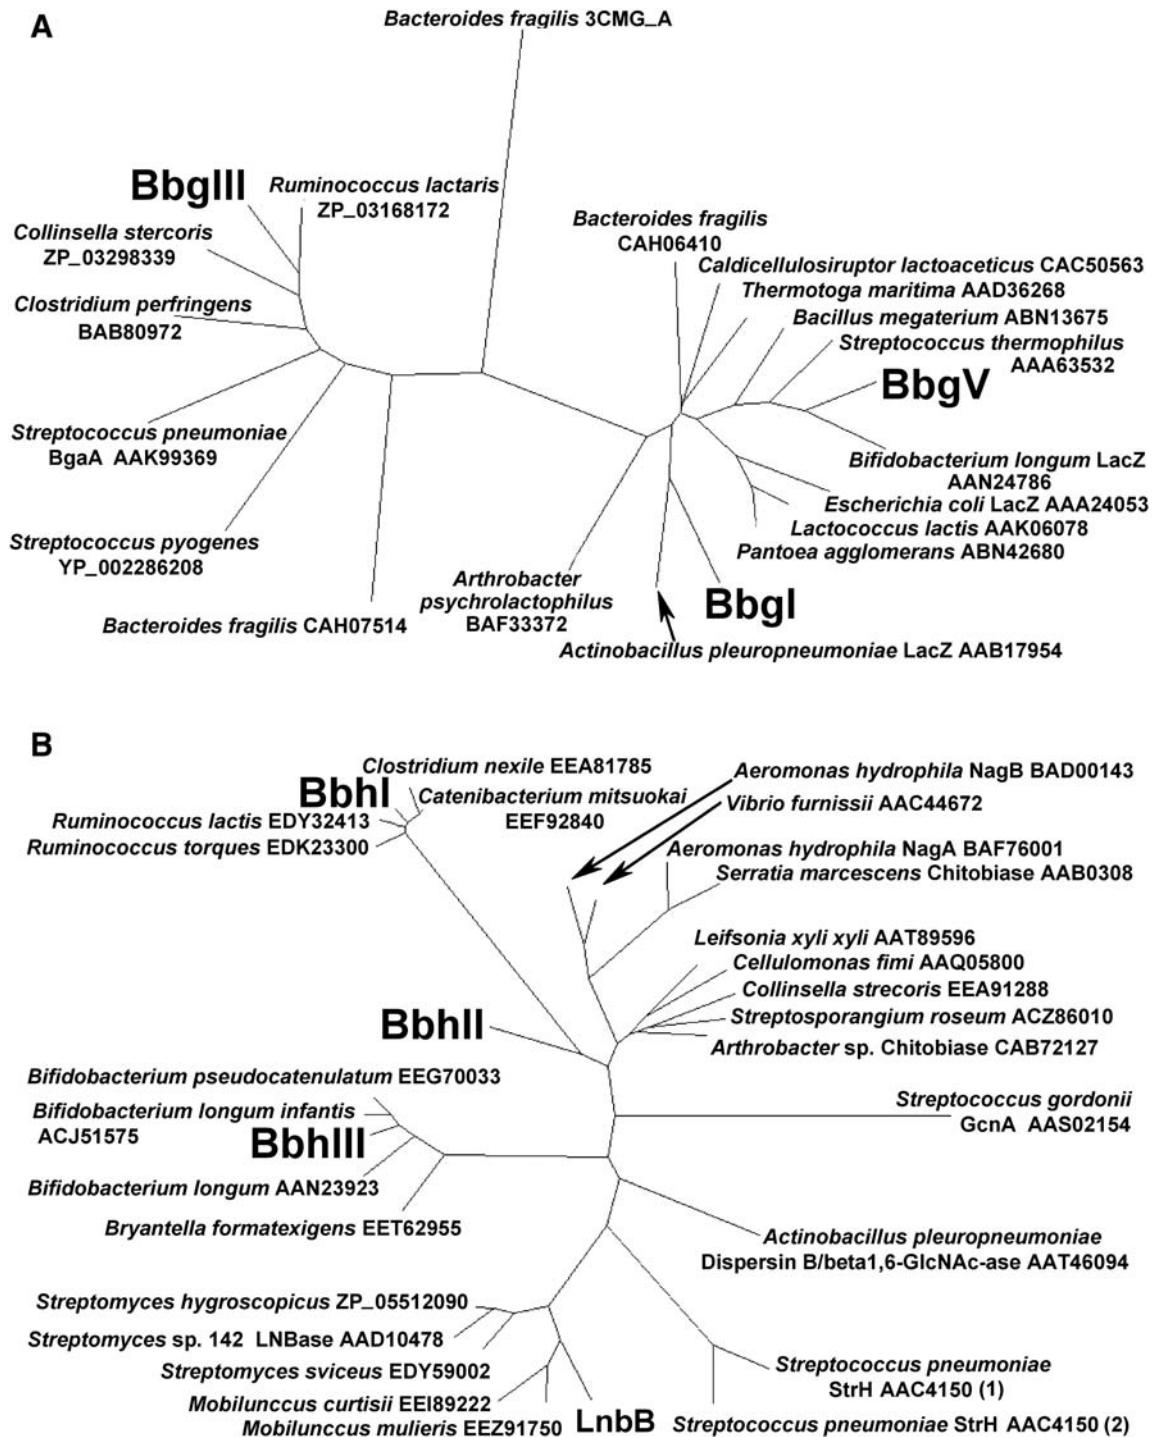 A
Bacteroides fragilis 3CMG_A
BbgIII
Ruminococcus lactaris
ZP_03168172
Collinsella stercoris
ZP_03298339
Clostridium perfringens
BAB80972
Streptococcus pneumoniae
BgaA AAK99369
Streptococcus pyogenes
YP_002286208
Bacteroides fragilis CAH07514
Bacteroides fragilis
CAH06410
Caldicellulosiruptor lactoaceticus CAC50563
Thermotoga maritima AAD36268
Bacillus megaterium ABN13675
Streptococcus thermophilus
AAA63532
BbgV
Bifidobacterium longum LacZ
AAN24786
Escherichia coli LacZ AAA24053
Lactococcus lactis AAK06078
Pantoea agglomerans ABN42680
Arthrobacter
psychrolactophilus
BAF33372
BbgI
Actinobacillus pleuropneumoniae LacZ AAB17954
B
Clostridium nexile EEA81785
BbhI
Catenibacterium mitsuokai
EEF92840
Ruminococcus lactis EDY32413
Ruminococcus torques EDK23300
Aeromonas hydrophila NagB BAD00143
Vibrio furnissii AAC44672
Aeromonas hydrophila NagA BAF76001
Serratia marcescens Chitobiase AAB0308
Leifsonia xyli xyli AAT89596
Cellulomonas fimi AAQ05800
Collinsella strecoris EEA91288
Streptosporangium roseum ACZ86010
Arthrobacter sp. Chitobiase CAB72127
BbhII
Bifidobacterium pseudocatenulatum EEG70033
Bifidobacterium longum infantis
ACJ51575
BbhIII
Bifidobacterium longum AAN23923
Bryantella formatexigens EET62955
Streptococcus gordonii
GcnA AAS02154
Actinobacillus pleuropneumoniae
Dispersin B/beta1,6-GlcNAc-ase AAT46094
Streptomyces hygroscopicus ZP_05512090
Streptomyces sp. 142 LNBase AAD10478
Streptomyces sviceus EDY59002
Mobilunccus curtisii EEI89222
Mobilunccus mulieris EEZ91750
LnbB
Streptococcus pneumoniae
StrH AAC4150 (1)
Streptococcus pneumoniae StrH AAC4150 (2)